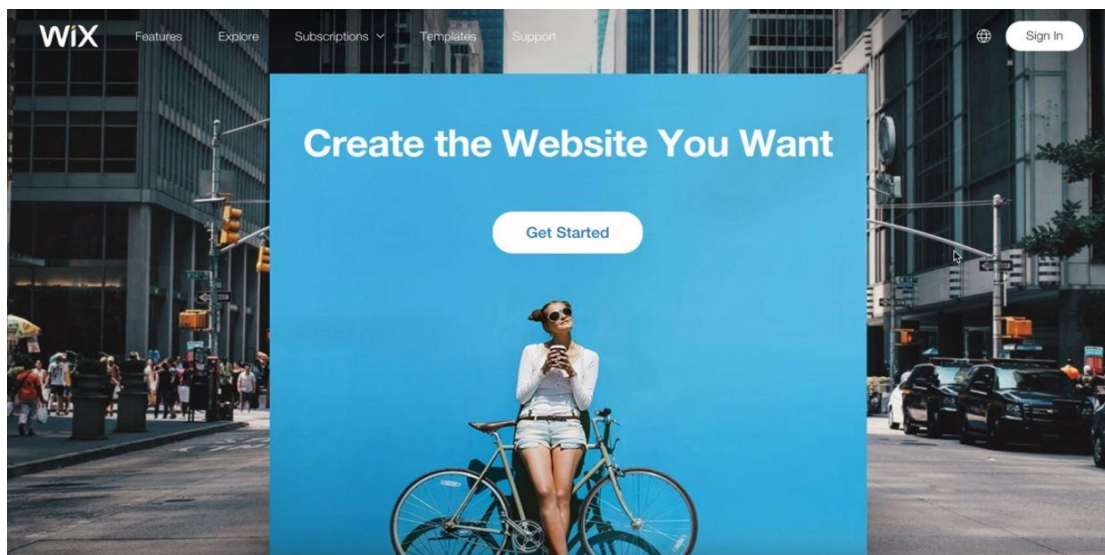 WiX
Features Explore Subscriptions Templates Support
Sign In
Create the Website You Want
Get Started